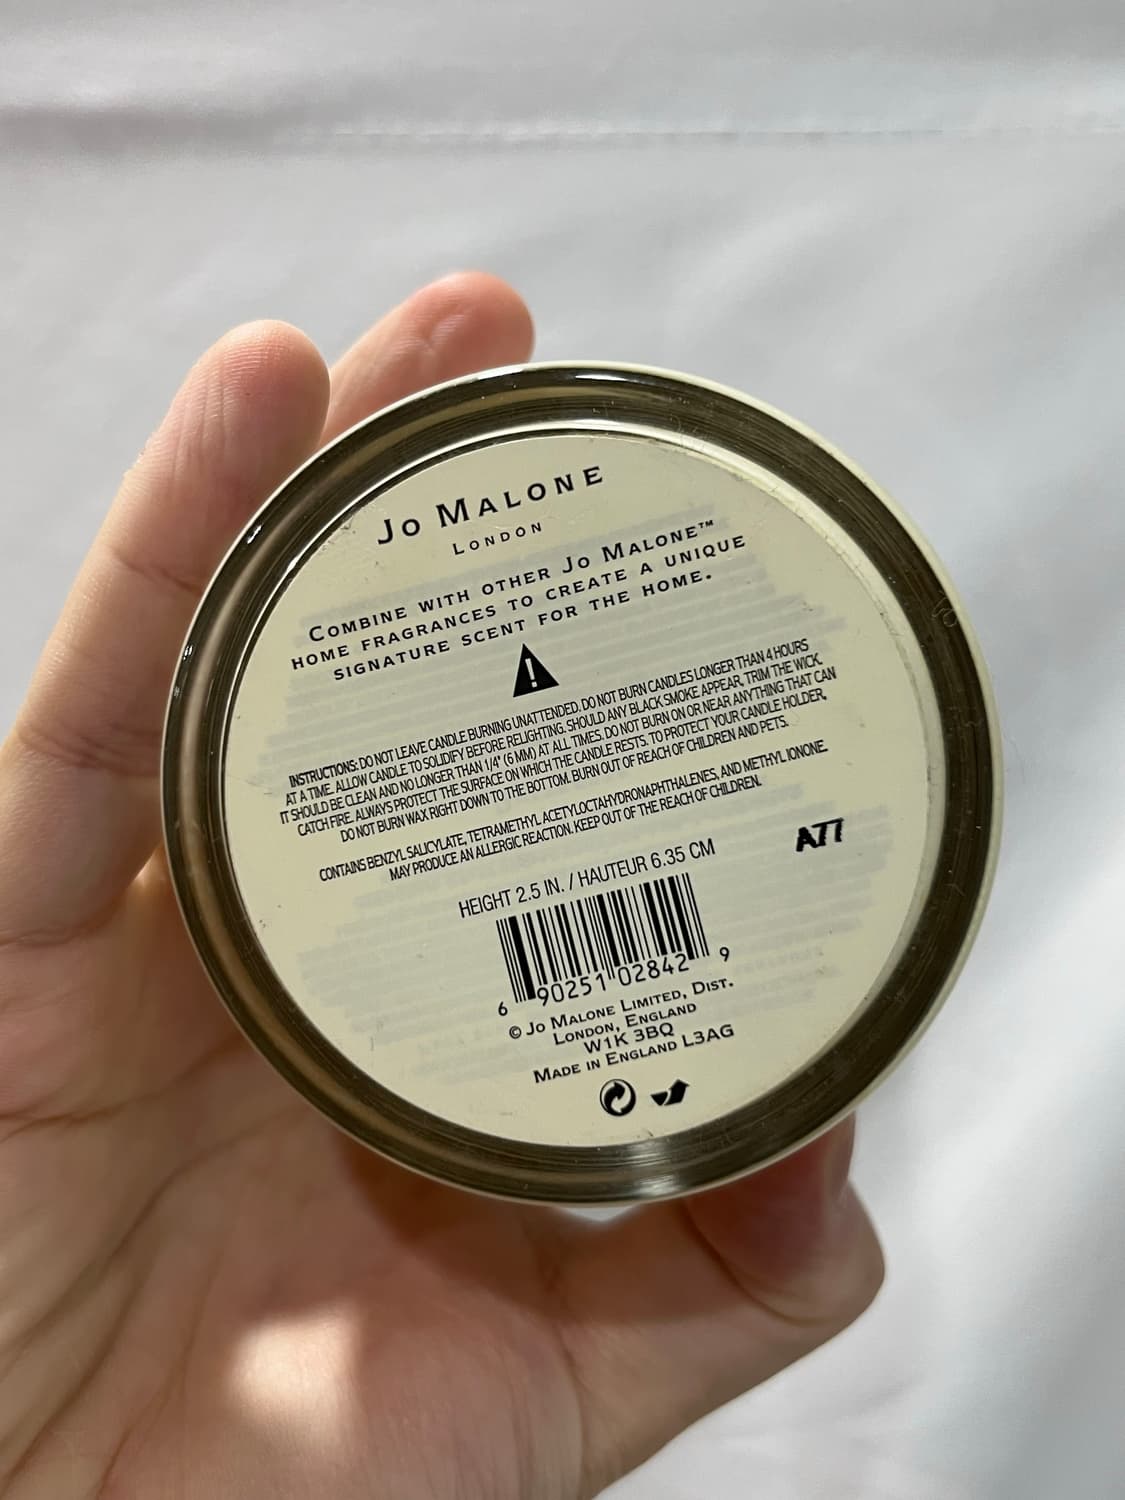 JO MALONE
LONDON
COMBINE WITH OTHER JO MALONE™
HOME FRAGRANCES TO CREATE A UNIQUE
SIGNATURE SCENT FOR THE HOME.
INSTRUCTIONS: DO NOT LEAVE CANDLE BURNING UNATTENDED. DO NOT BURN CANDLES LONGER THAN 4 HOURS
AT A TIME. ALLOW CANDLE TO SOLIDIFY BEFORE RELIGHTING. SHOULD ANY BLACK SMOKE APPEAR, TRIM THE WICK.
IT SHOULD BE CLEAN AND NO LONGER THAN 1/4" (6 MM) AT ALL TIMES. DO NOT BURN ON OR NEAR ANYTHING THAT CAN
CATCH FIRE. ALWAYS PROTECT THE SURFACE ON WHICH THE CANDLE RESTS. TO PROTECT YOUR CANDLE HOLDER,
DO NOT BURN WAX RIGHT DOWN TO THE BOTTOM. BURN OUT OF REACH OF CHILDREN AND PETS.
CONTAINS BENZYL SALICYLATE, TETRAMETHYL ACETYLOCTAHYDRONAPHTHALENES, AND METHYL IONONE.
MAY PRODUCE AN ALLERGIC REACTION. KEEP OUT OF THE REACH OF CHILDREN.
A77
HEIGHT 2.5 IN. / HAUTEUR 6.35 CM
6 90251 02842 9
© JO MALONE LIMITED, DIST.
LONDON, ENGLAND
W1K 3BQ
MADE IN ENGLAND L3AG